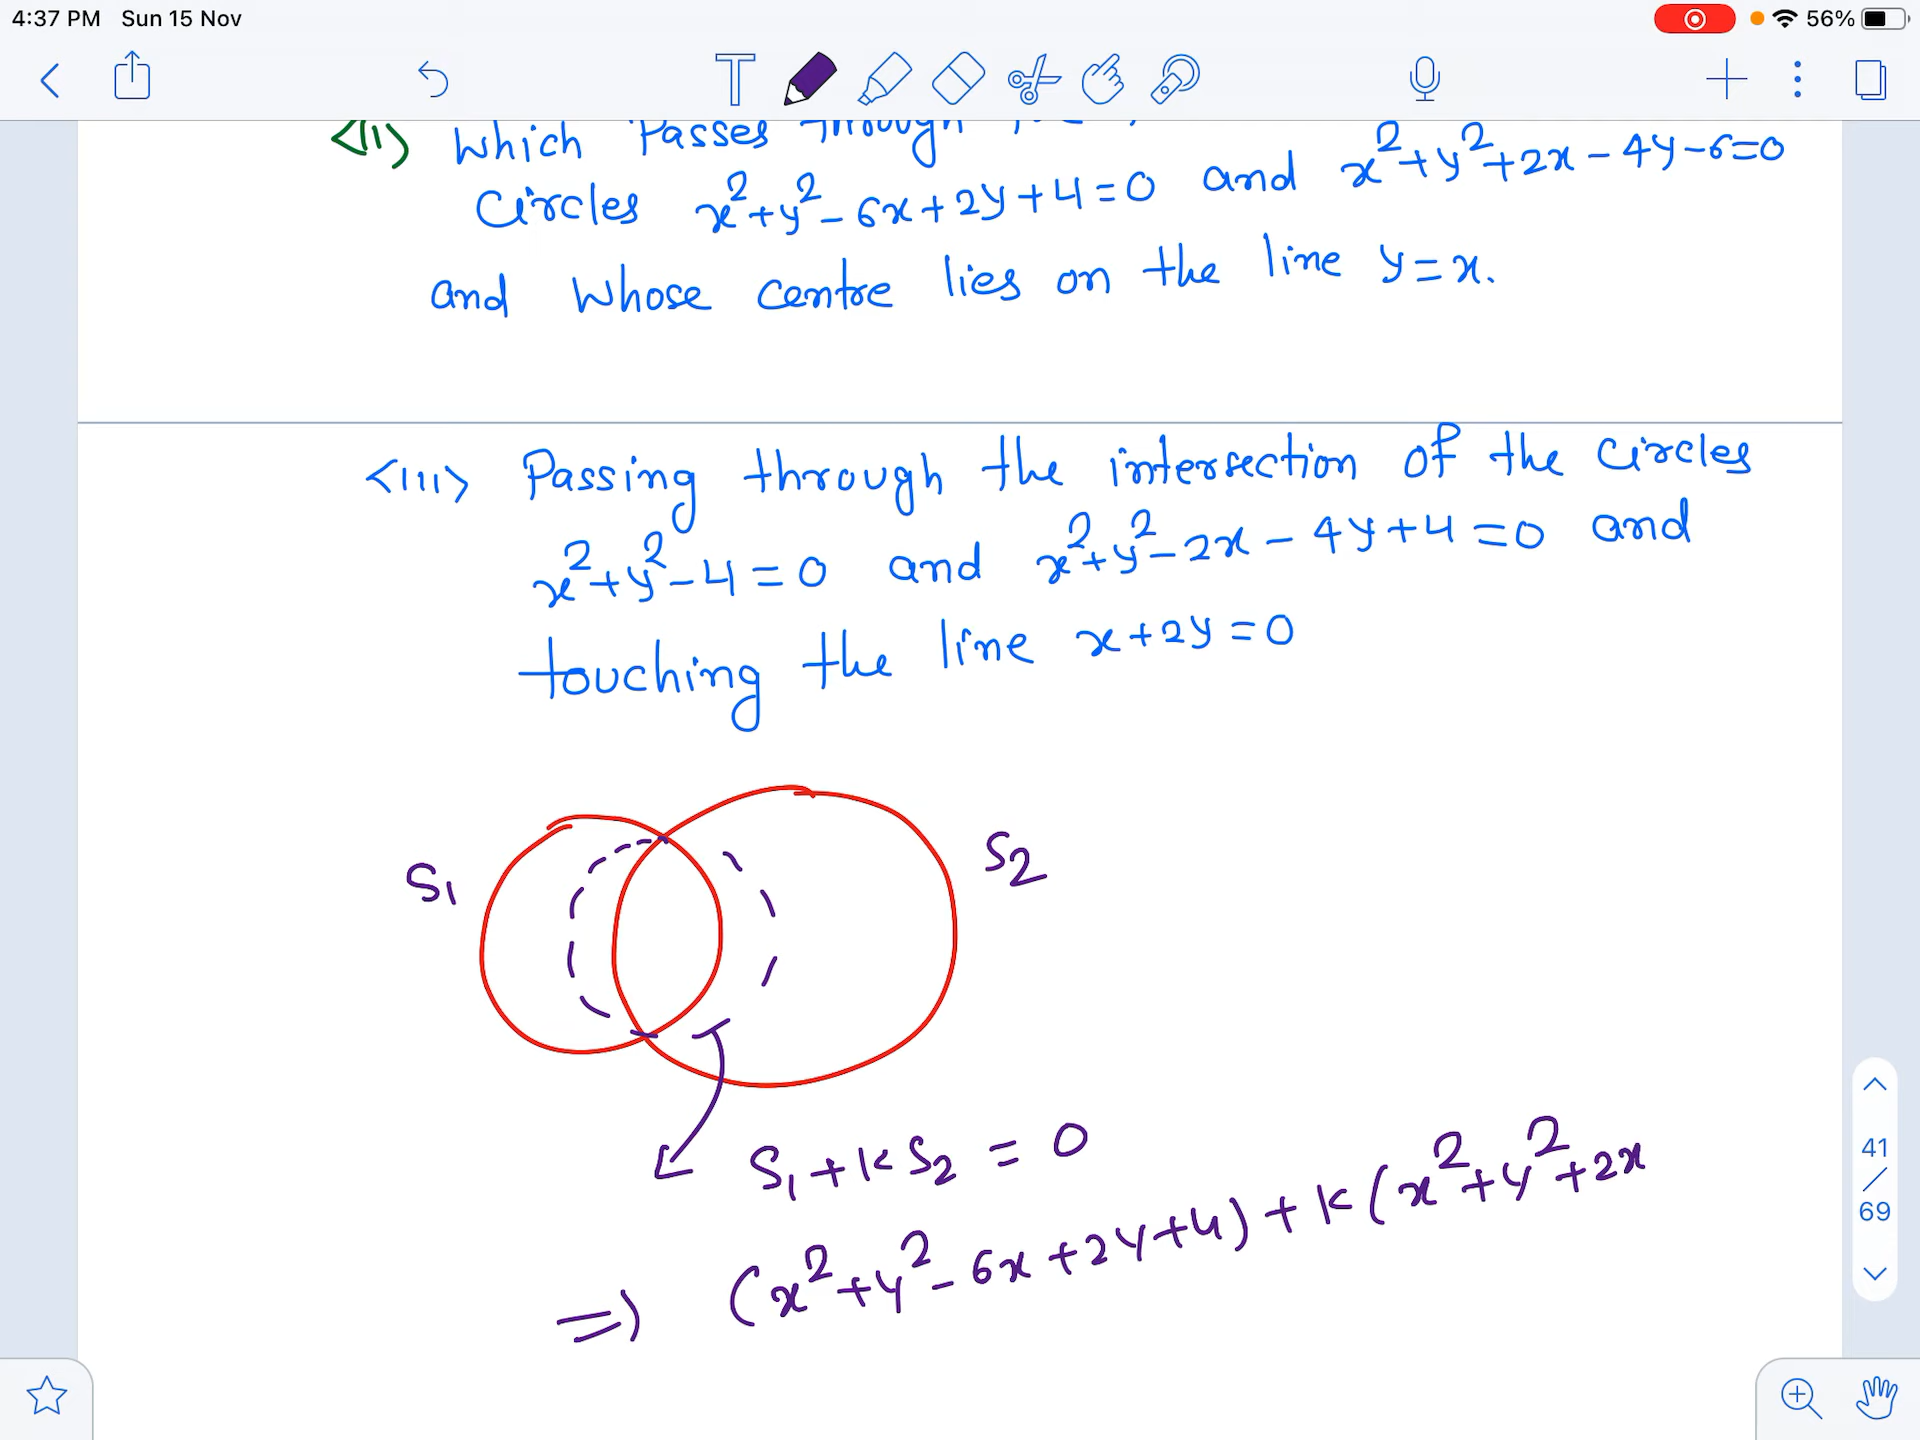 4:37 PM Sun 15 Nov
56%
T
<11> Which Passes through
Circles x²+y²-6x+2y+4=0 and x²+y²+2x-4y-6=0
and Whose centre lies on the line y=x.
<111> Passing through the intersection of the Circles
x²+y²-4=0 and x²+y²-2x-4y+4=0 and
touching the line x+2y=0
S₁
S₂
S₁+kS₂=0
=) (x²+y²-6x+2y+4)+k(x²+y²+2x
41
/
69